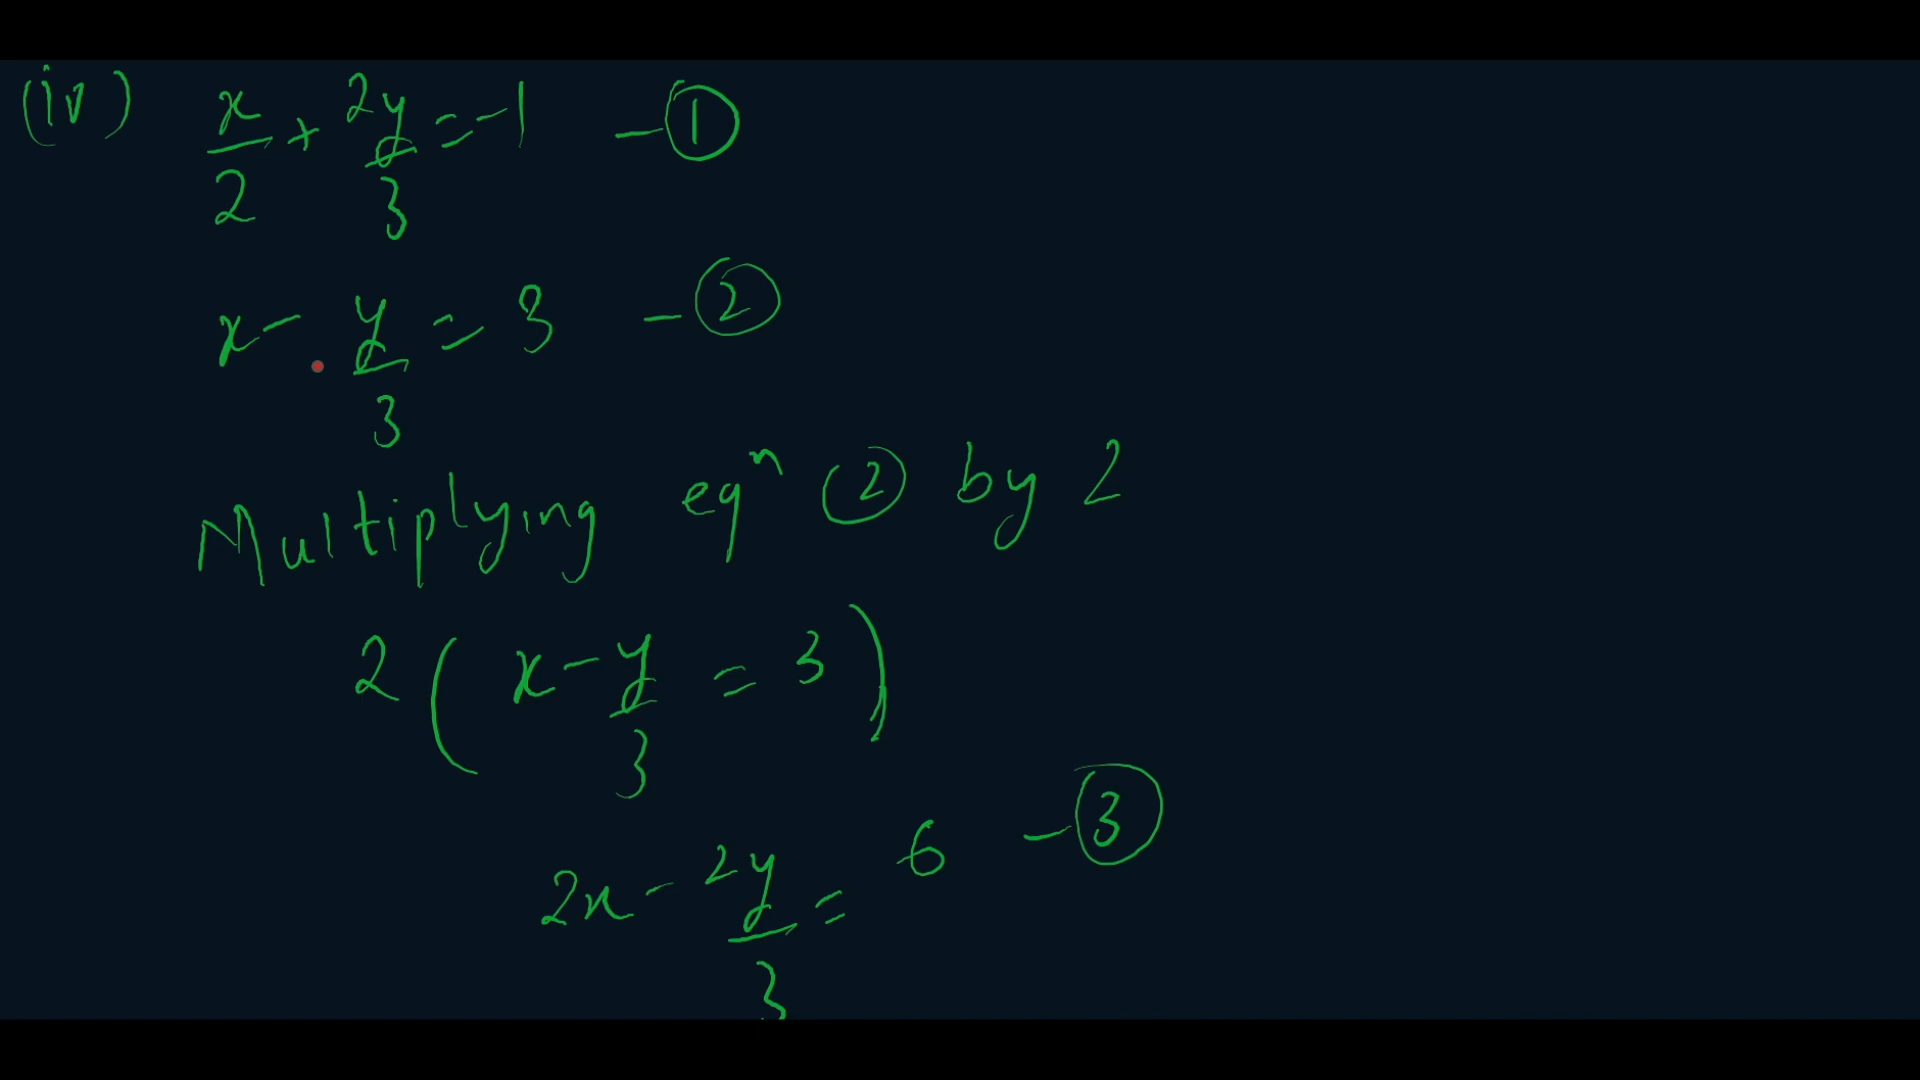 (iv) x/2 + 2y/3 = -1 - ①
x - y/3 = 3 - ②
Multiplying eqⁿ ② by 2
2 ( x - y/3 = 3 )
2x - 2y/3 = 6 - ③